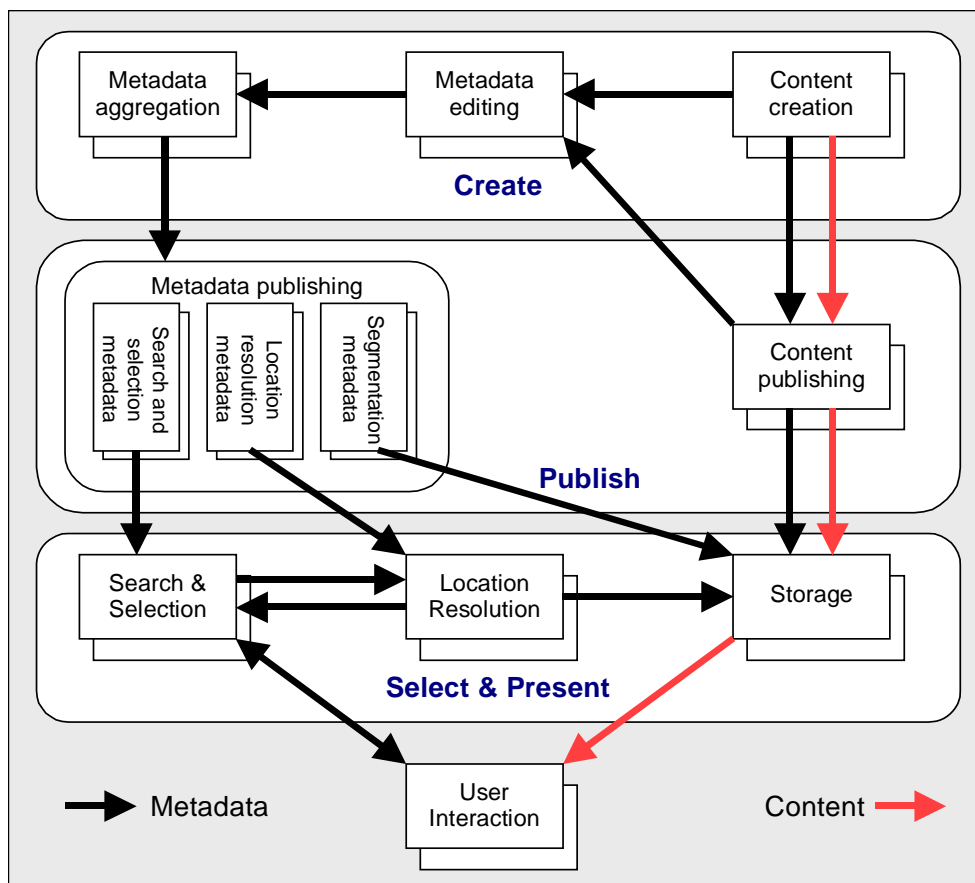 Metadata
aggregation
Metadata
editing
Content
creation
Create
Metadata publishing
Search and
selection
metadata
Location
resolution
metadata
Segmentation
metadata
Content
publishing
Publish
Search &
Selection
Location
Resolution
Storage
Select & Present
User
Interaction
Metadata
Content